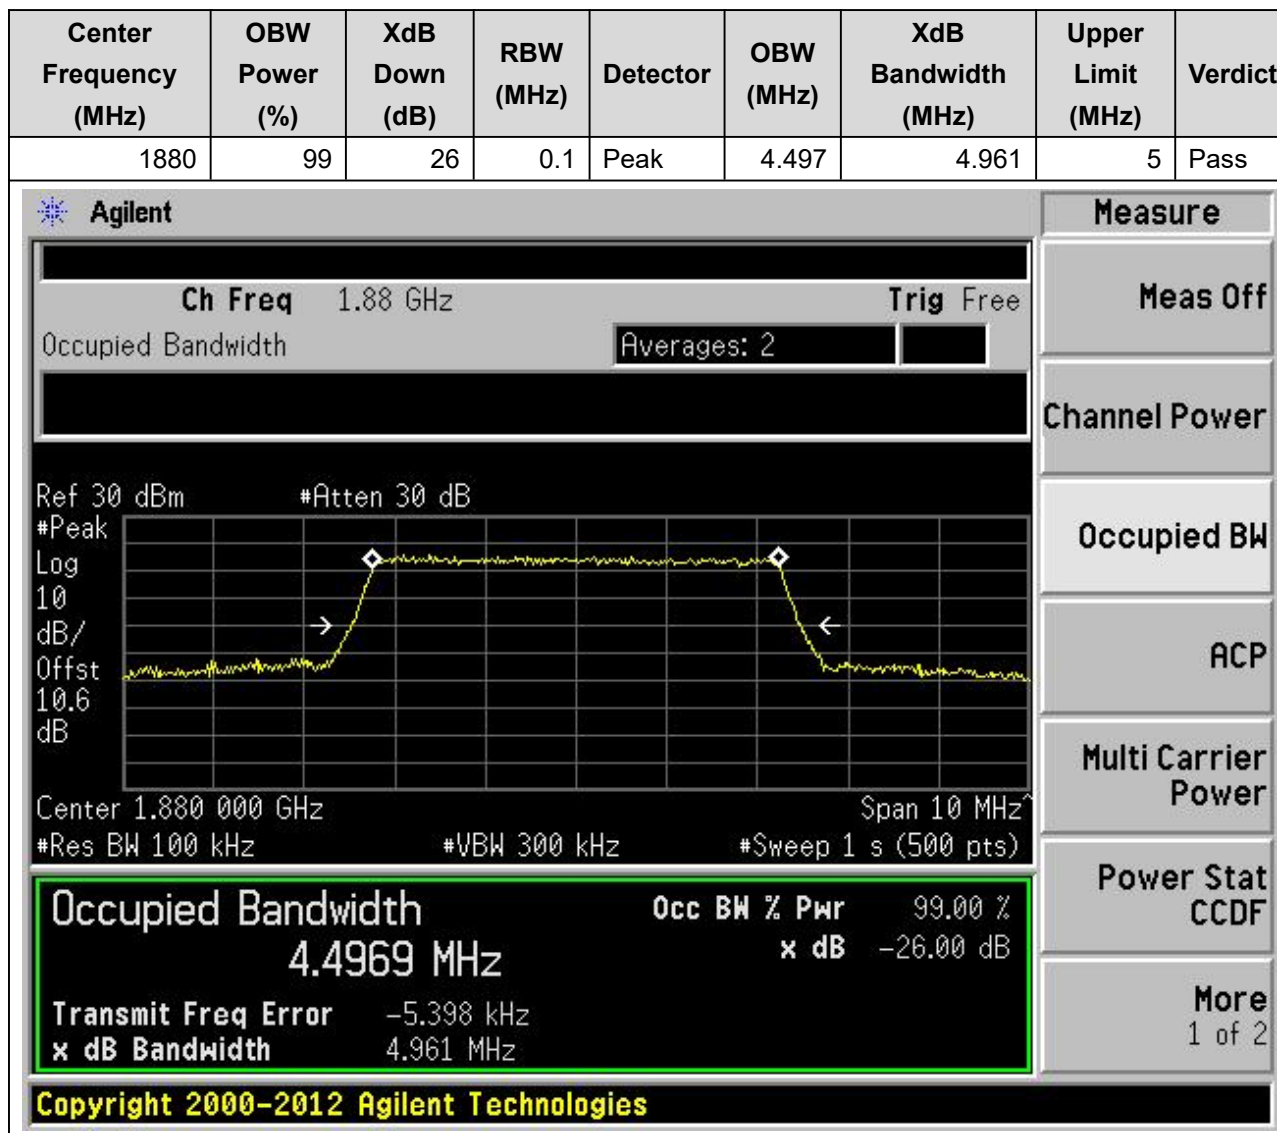 Center Frequency (MHz) OBW Power (%) XdB Down (dB) RBW (MHz) Detector OBW (MHz) XdB Bandwidth (MHz) Upper Limit (MHz) Verdict
1880 99 26 0.1 Peak 4.497 4.961 5 Pass
Agilent
Ch Freq 1.88 GHz Trig Free
Occupied Bandwidth Averages: 2
Ref 30 dBm #Atten 30 dB
#Peak
Log
10
dB/
Offst
10.6
dB
Center 1.880 000 GHz Span 10 MHz^
#Res BW 100 kHz #VBW 300 kHz #Sweep 1 s (500 pts)
Occupied Bandwidth Occ BW % Pwr 99.00 %
4.4969 MHz x dB -26.00 dB
Transmit Freq Error -5.398 kHz
x dB Bandwidth 4.961 MHz
Copyright 2000-2012 Agilent Technologies
Measure
Meas Off
Channel Power
Occupied BW
ACP
Multi Carrier
Power
Power Stat
CCDF
More
1 of 2